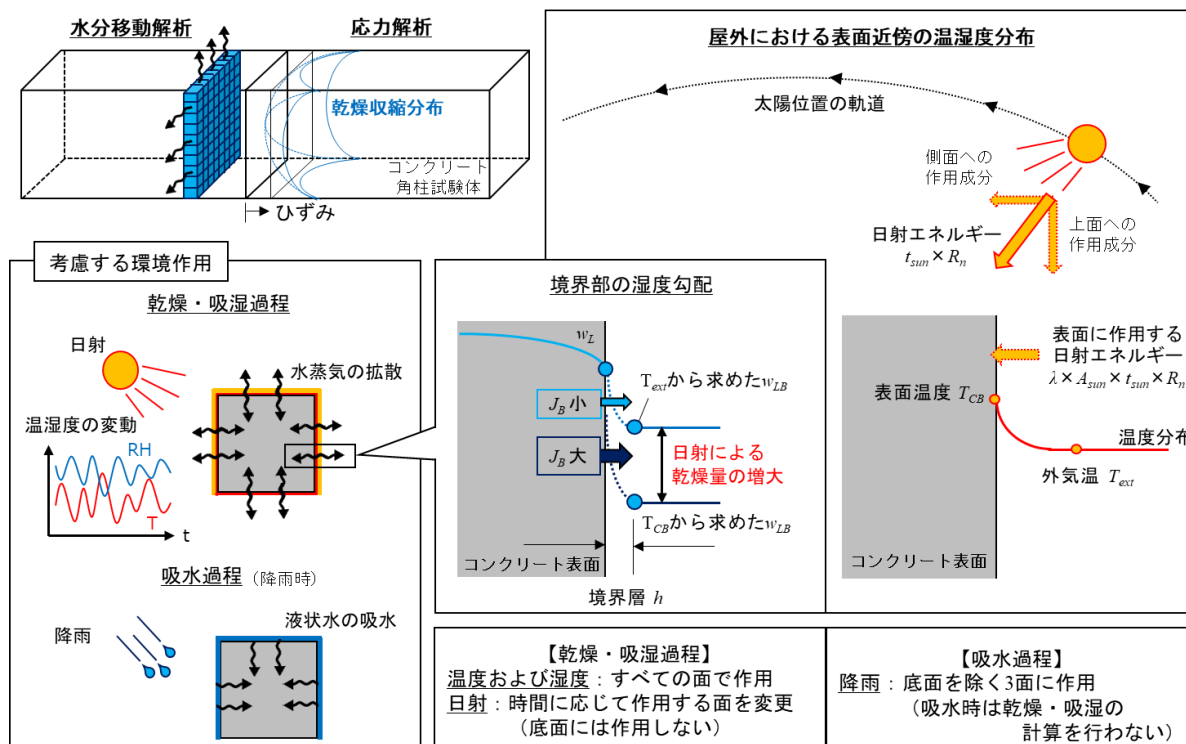 水分移動解析
応力解析
乾燥収縮分布
コンクリート
角柱試験体
ひずみ
屋外における表面近傍の温湿度分布
太陽位置の軌道
側面への
作用成分
上面への
作用成分
日射エネルギー
t_sun × R_n
考慮する環境作用
乾燥・吸湿過程
日射
水蒸気の拡散
温湿度の変動
RH
T
t
吸水過程（降雨時）
降雨
液状水の吸水
境界部の湿度勾配
w_L
T_extから求めたw_LB
J_B 小
J_B 大
日射による
乾燥量の増大
T_CBから求めたw_LB
コンクリート表面
境界層 h
表面に作用する
日射エネルギー
λ × A_sun × t_sun × R_n
表面温度 T_CB
温度分布
外気温 T_ext
コンクリート表面
【乾燥・吸湿過程】
温度および湿度：すべての面で作用
日射：時間に応じて作用する面を変更
（底面には作用しない）
【吸水過程】
降雨：底面を除く3面に作用
（吸水時は乾燥・吸湿の
計算を行わない）